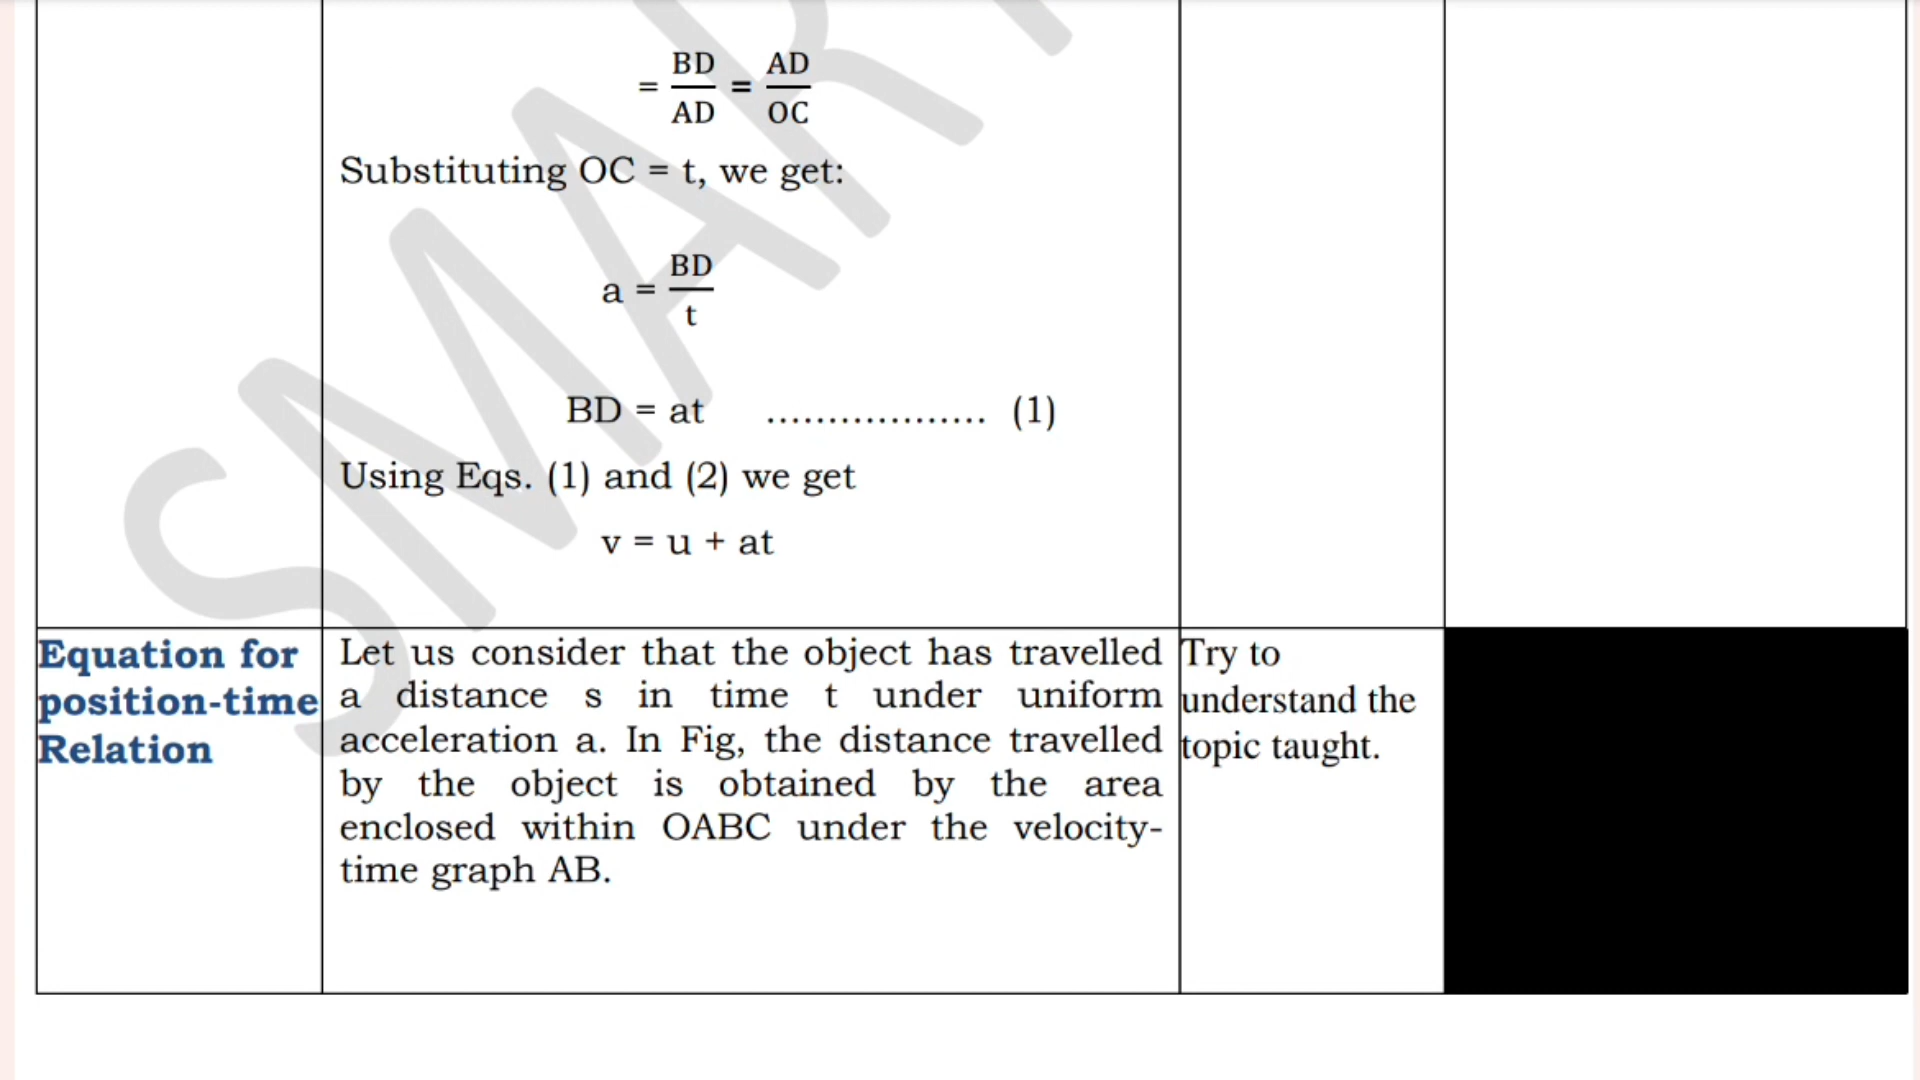 = BD/AD = AD/OC
Substituting OC = t, we get:
a = BD/t
BD = at .................. (1)
Using Eqs. (1) and (2) we get
v = u + at
Equation for
position-time
Relation
Let us consider that the object has travelled
a distance s in time t under uniform
acceleration a. In Fig, the distance travelled
by the object is obtained by the area
enclosed within OABC under the velocity-
time graph AB.
Try to
understand the
topic taught.
SMAR